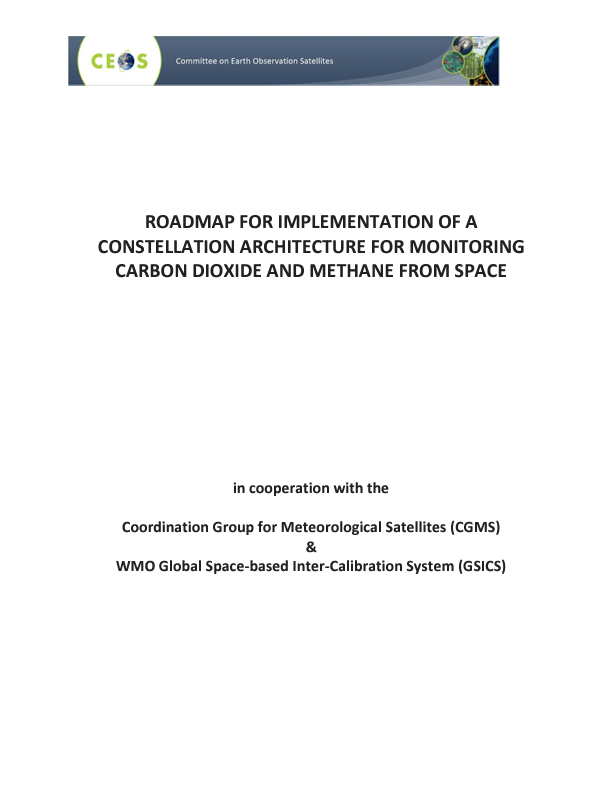 CEOS
Committee on Earth Observation Satellites
ROADMAP FOR IMPLEMENTATION OF A
CONSTELLATION ARCHITECTURE FOR MONITORING
CARBON DIOXIDE AND METHANE FROM SPACE
in cooperation with the
Coordination Group for Meteorological Satellites (CGMS)
&
WMO Global Space-based Inter-Calibration System (GSICS)